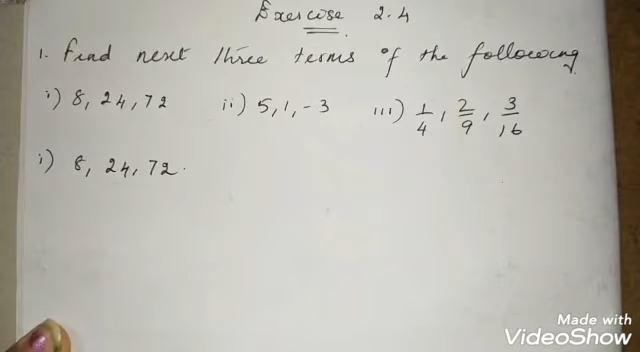 Exercise 2.4
1. Find next three terms of the following
i) 8, 24, 72 ii) 5, 1, -3 iii) 1/4, 2/9, 3/16
i) 8, 24, 72.
Made with
VideoShow